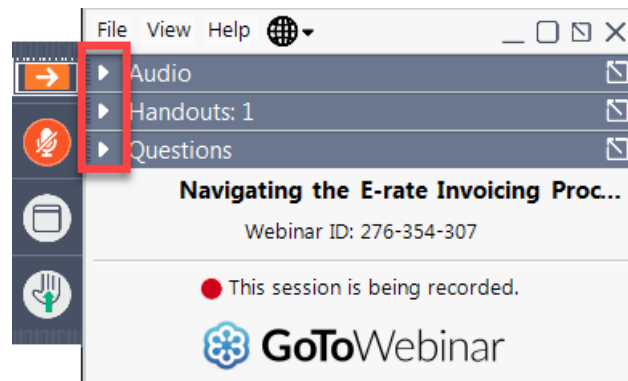 File View Help
Audio
Handouts: 1
Questions
Navigating the E-rate Invoicing Proc...
Webinar ID: 276-354-307
This session is being recorded.
GoToWebinar